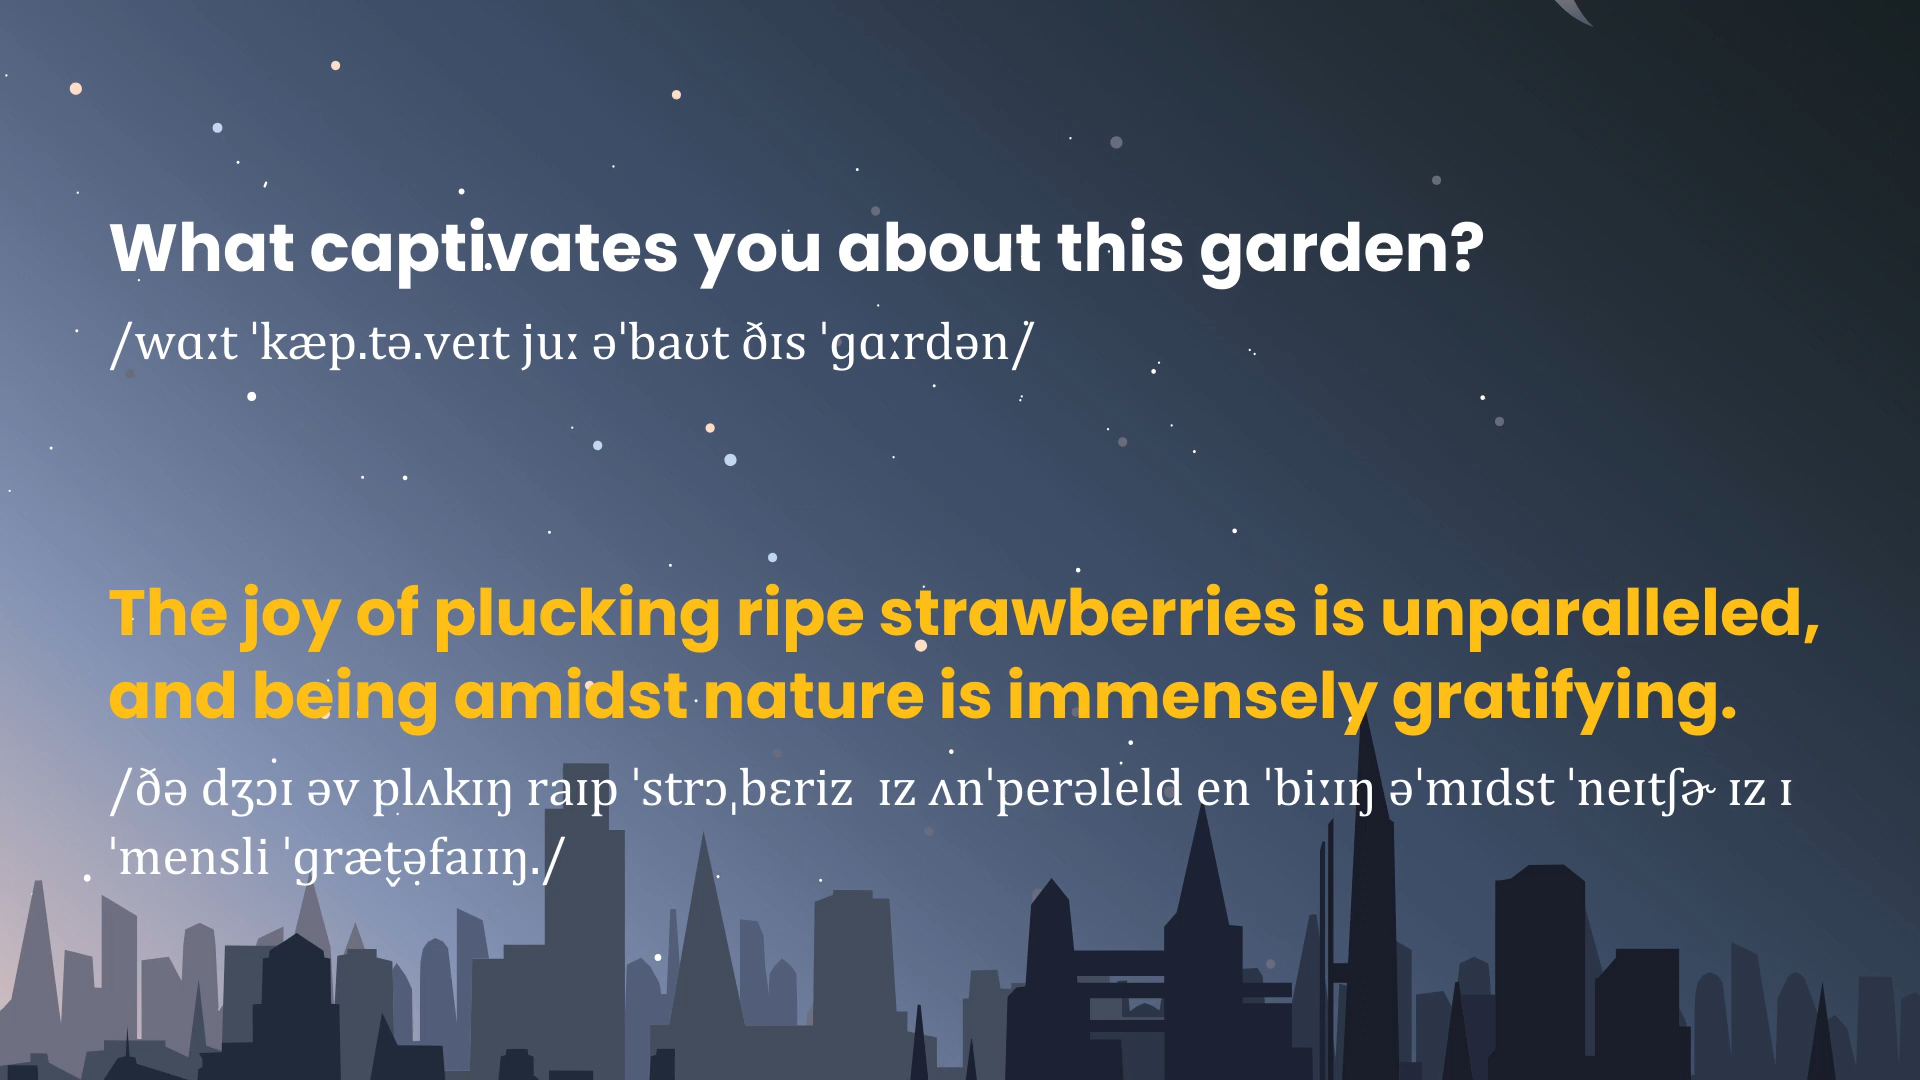 What captivates you about this garden?
/wɑːt ˈkæp.tə.veɪt juː əˈbaʊt ðɪs ˈɡɑːrdən/
The joy of plucking ripe strawberries is unparalleled,
and being amidst nature is immensely gratifying.
/ðə dʒɔɪ əv plʌkɪŋ raɪp ˈstrɔˌbɛriz  ɪz ʌnˈperəleld en ˈbiːɪŋ əˈmɪdst ˈneɪtʃɚ ɪz ɪ
ˈmensli ˈɡræt̬əfaɪɪŋ./